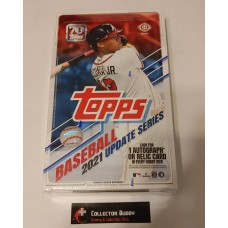 70
JR.
TOPPS
BASEBALL
2021 UPDATE SERIES
LOOK FOR
1 AUTOGRAPH
OR RELIC CARD
IN EVERY HOBBY BOX
COLLECTOR BUDDY